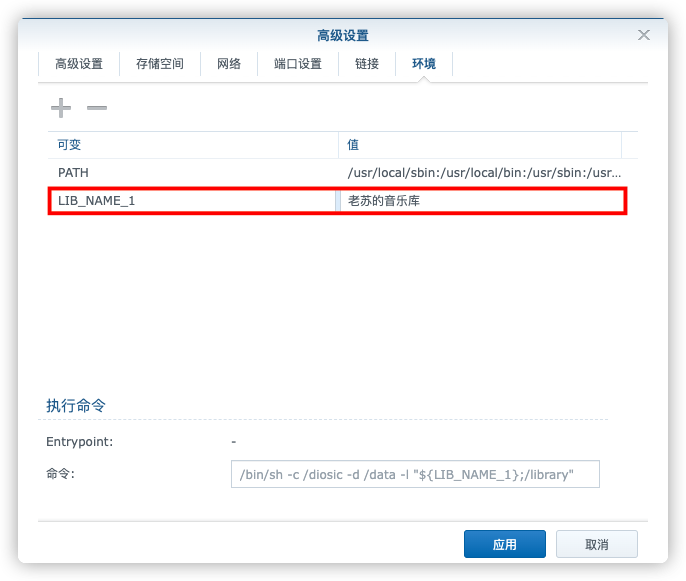 高级设置
高级设置 存储空间 网络 端口设置 链接 环境
可变 值
PATH /usr/local/sbin:/usr/local/bin:/usr/sbin:/usr...
LIB_NAME_1 老苏的音乐库
执行命令
Entrypoint: -
命令: /bin/sh -c /diosic -d /data -l "${LIB_NAME_1};/library"
应用 取消